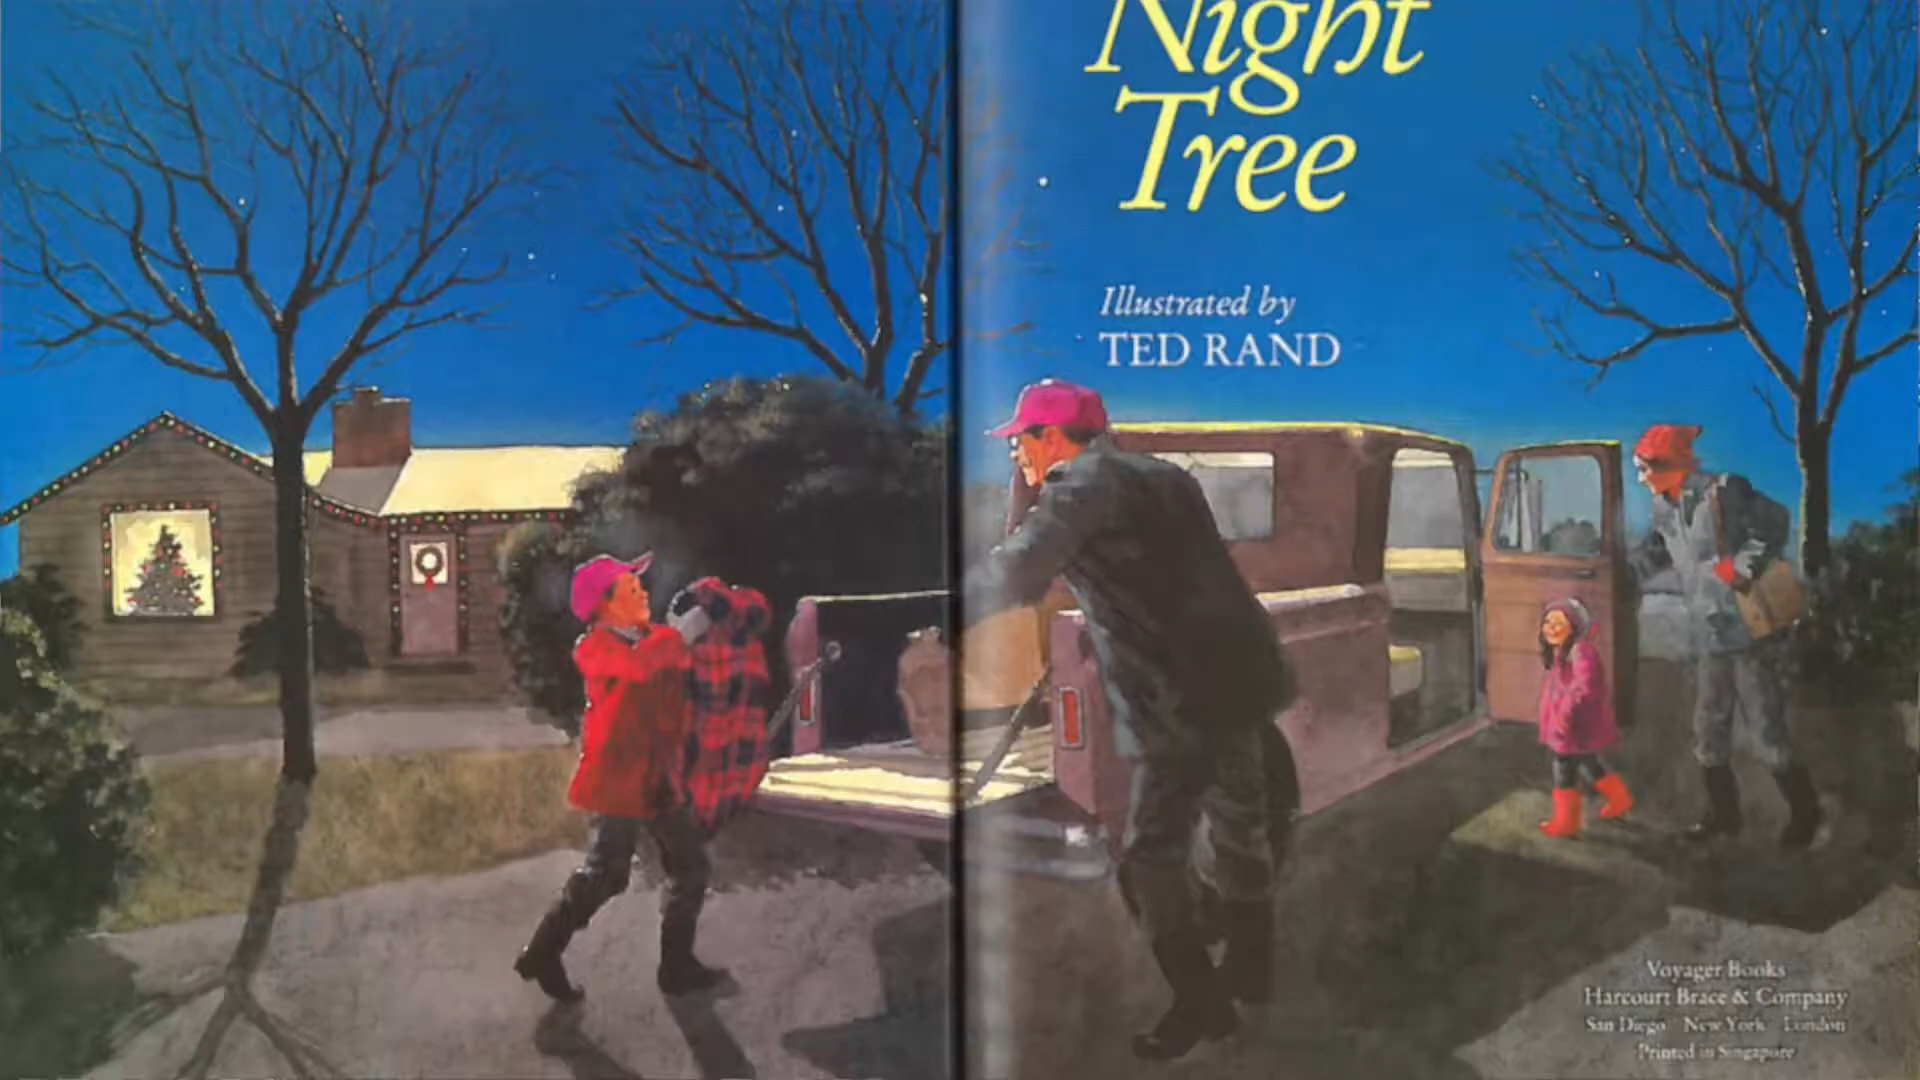 Night
Tree
Illustrated by
TED RAND
Voyager Books
Harcourt Brace & Company
San Diego New York London
Printed in Singapore